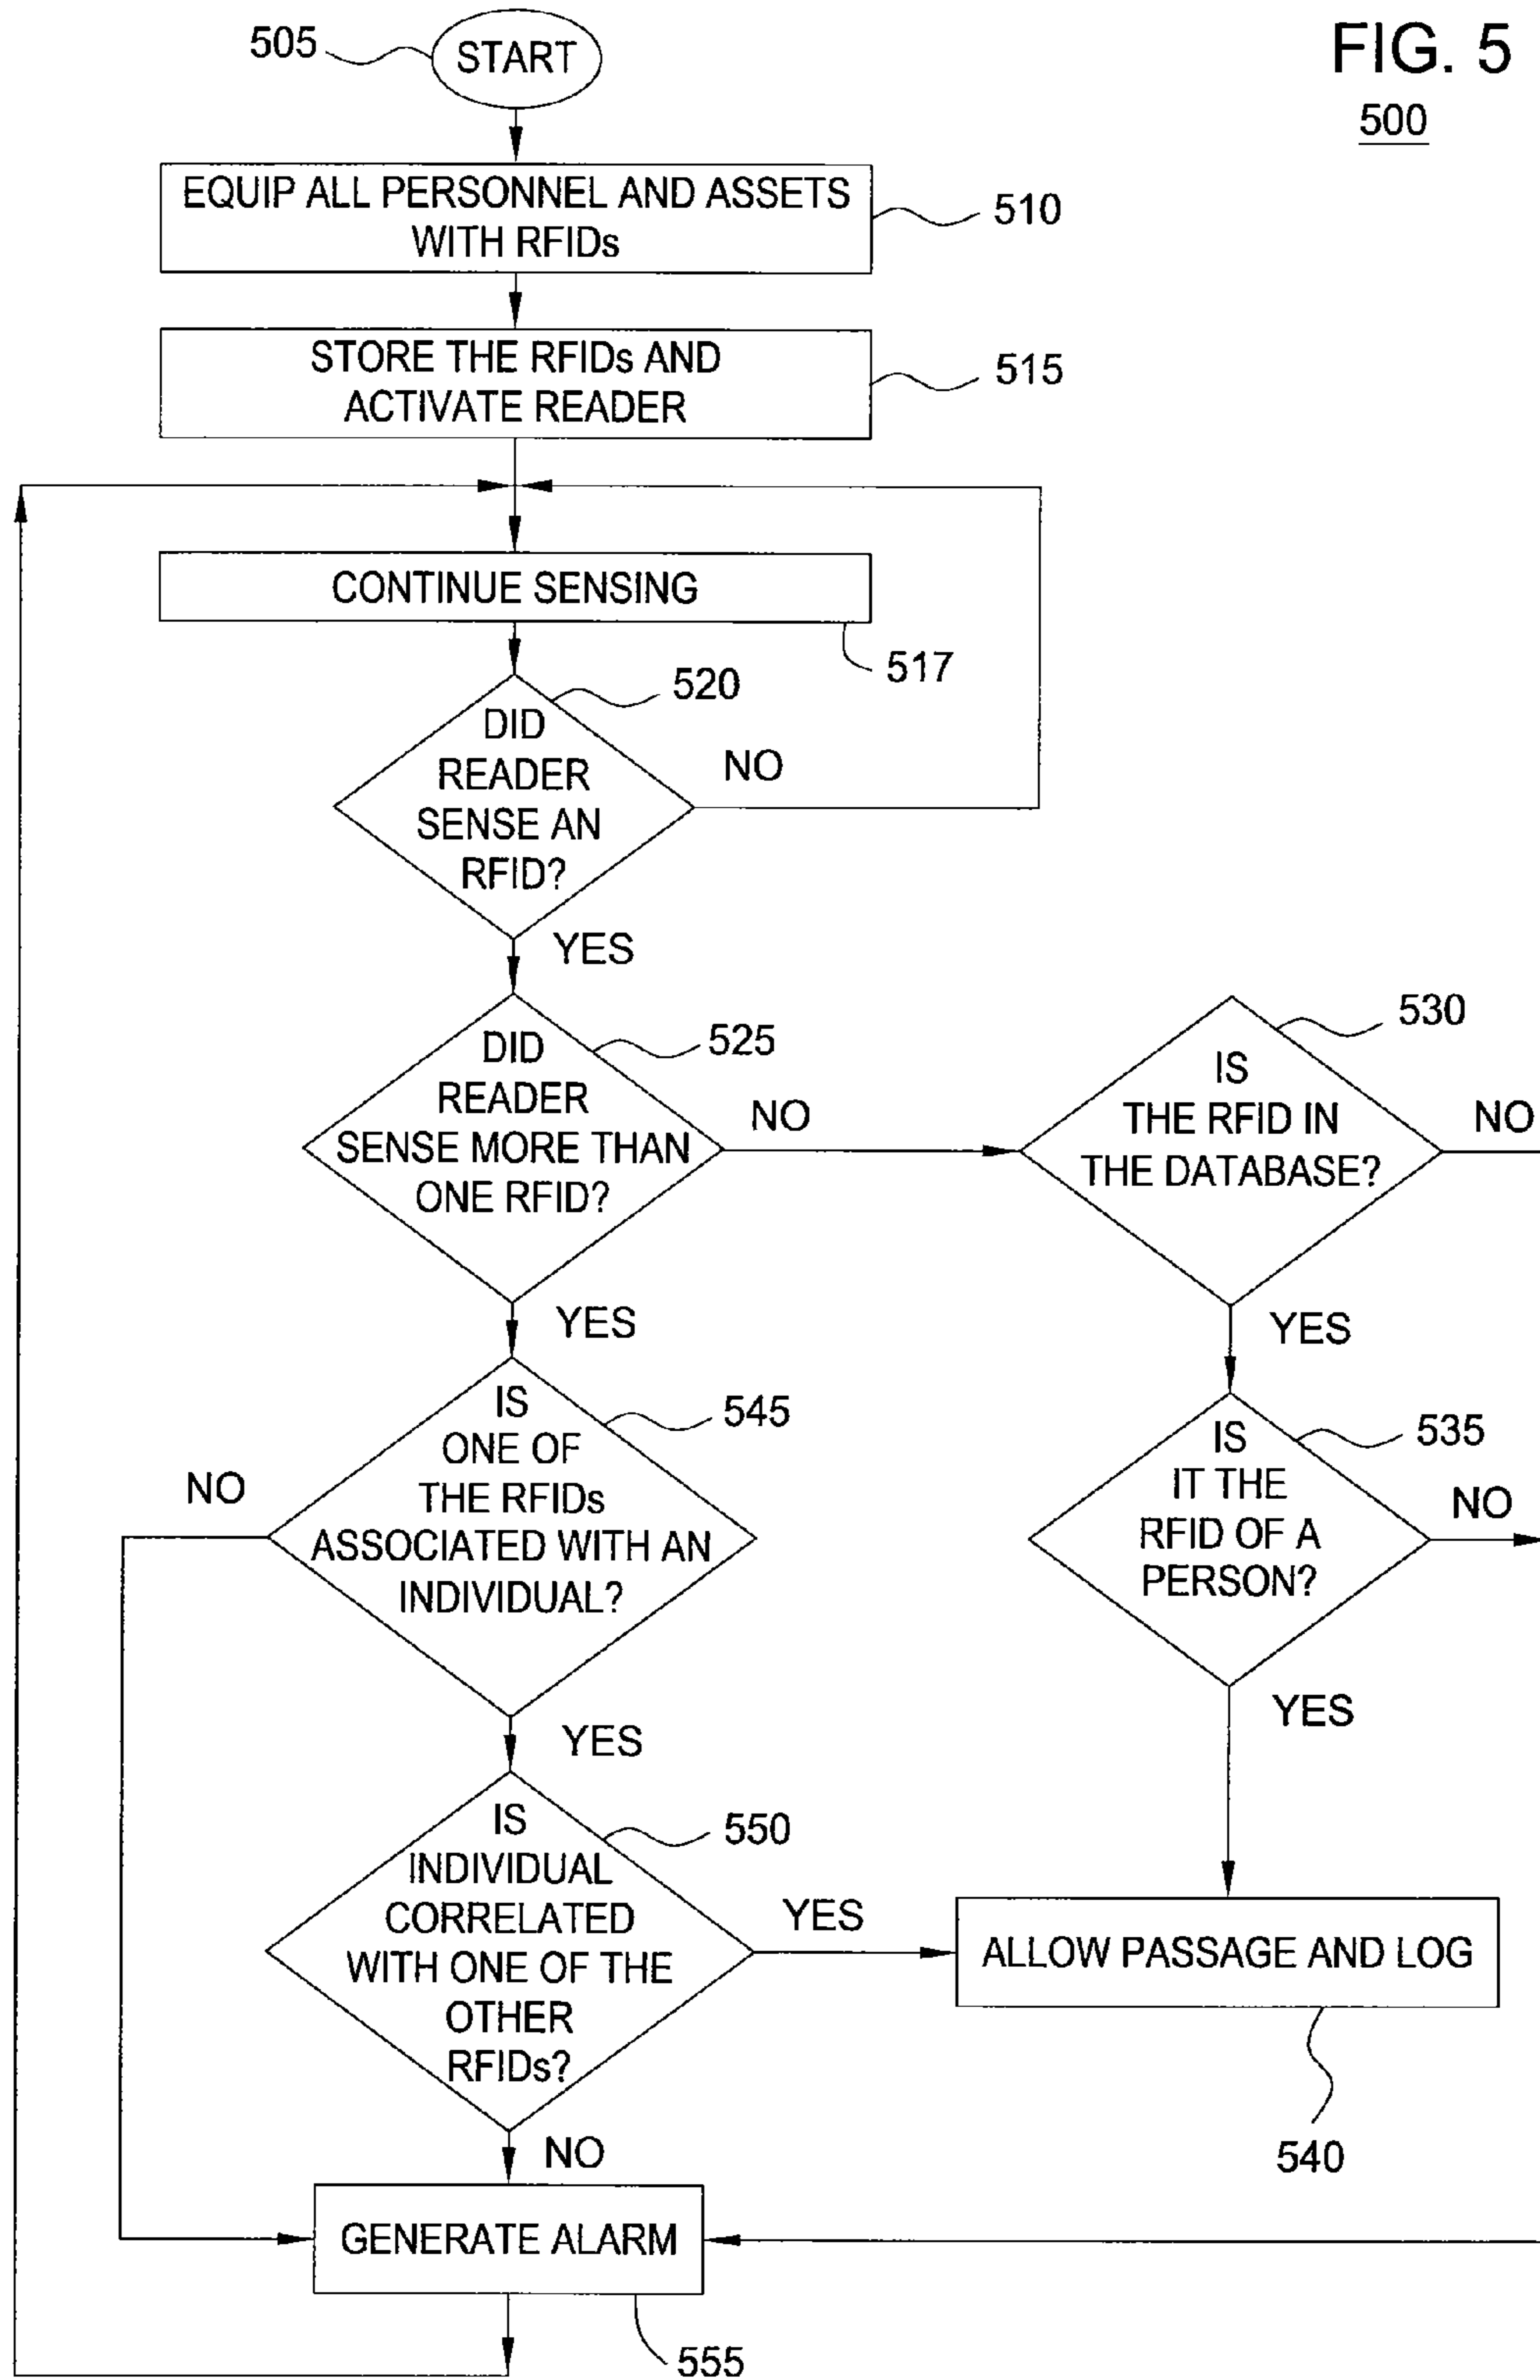 FIG. 5
500
505
START
EQUIP ALL PERSONNEL AND ASSETS
WITH RFIDs
510
STORE THE RFIDs AND
ACTIVATE READER
515
CONTINUE SENSING
517
520
DID
READER
SENSE AN
RFID?
NO
YES
525
DID
READER
SENSE MORE THAN
ONE RFID?
NO
530
IS
THE RFID IN
THE DATABASE?
NO
YES
YES
545
IS
ONE OF
THE RFIDs
ASSOCIATED WITH AN
INDIVIDUAL?
NO
535
IS
IT THE
RFID OF A
PERSON?
NO
YES
YES
550
IS
INDIVIDUAL
CORRELATED
WITH ONE OF THE
OTHER
RFIDs?
YES
ALLOW PASSAGE AND LOG
540
NO
GENERATE ALARM
555